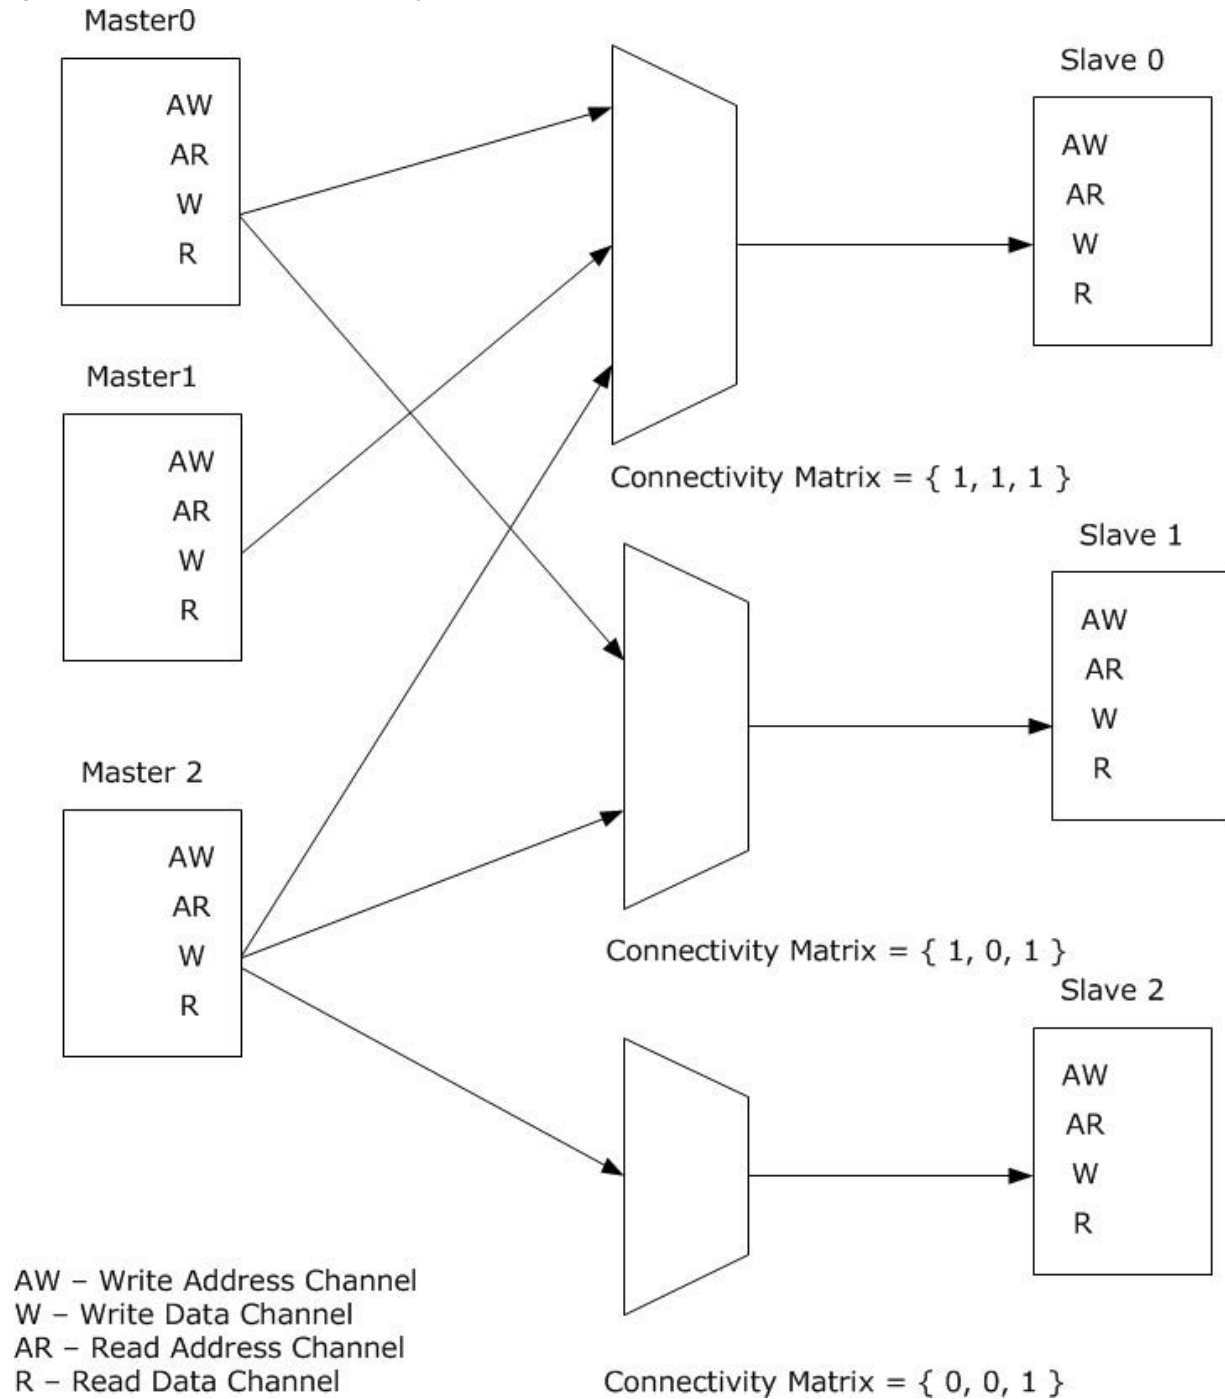 Master0
AW
AR
W
R
Slave 0
AW
AR
W
R
Master1
AW
AR
W
R
Connectivity Matrix = { 1, 1, 1 }
Slave 1
AW
AR
W
R
Master 2
AW
AR
W
R
Connectivity Matrix = { 1, 0, 1 }
Slave 2
AW
AR
W
R
AW – Write Address Channel
W – Write Data Channel
AR – Read Address Channel
R – Read Data Channel
Connectivity Matrix = { 0, 0, 1 }